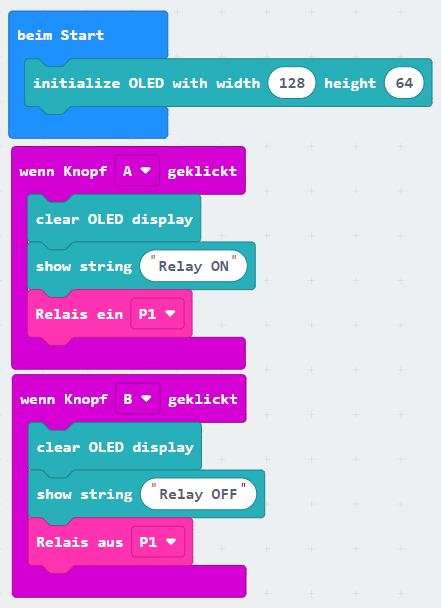 beim Start
initialize OLED with width 128 height 64
wenn Knopf A geklickt
clear OLED display
show string "Relay ON"
Relais ein P1
wenn Knopf B geklickt
clear OLED display
show string "Relay OFF"
Relais aus P1